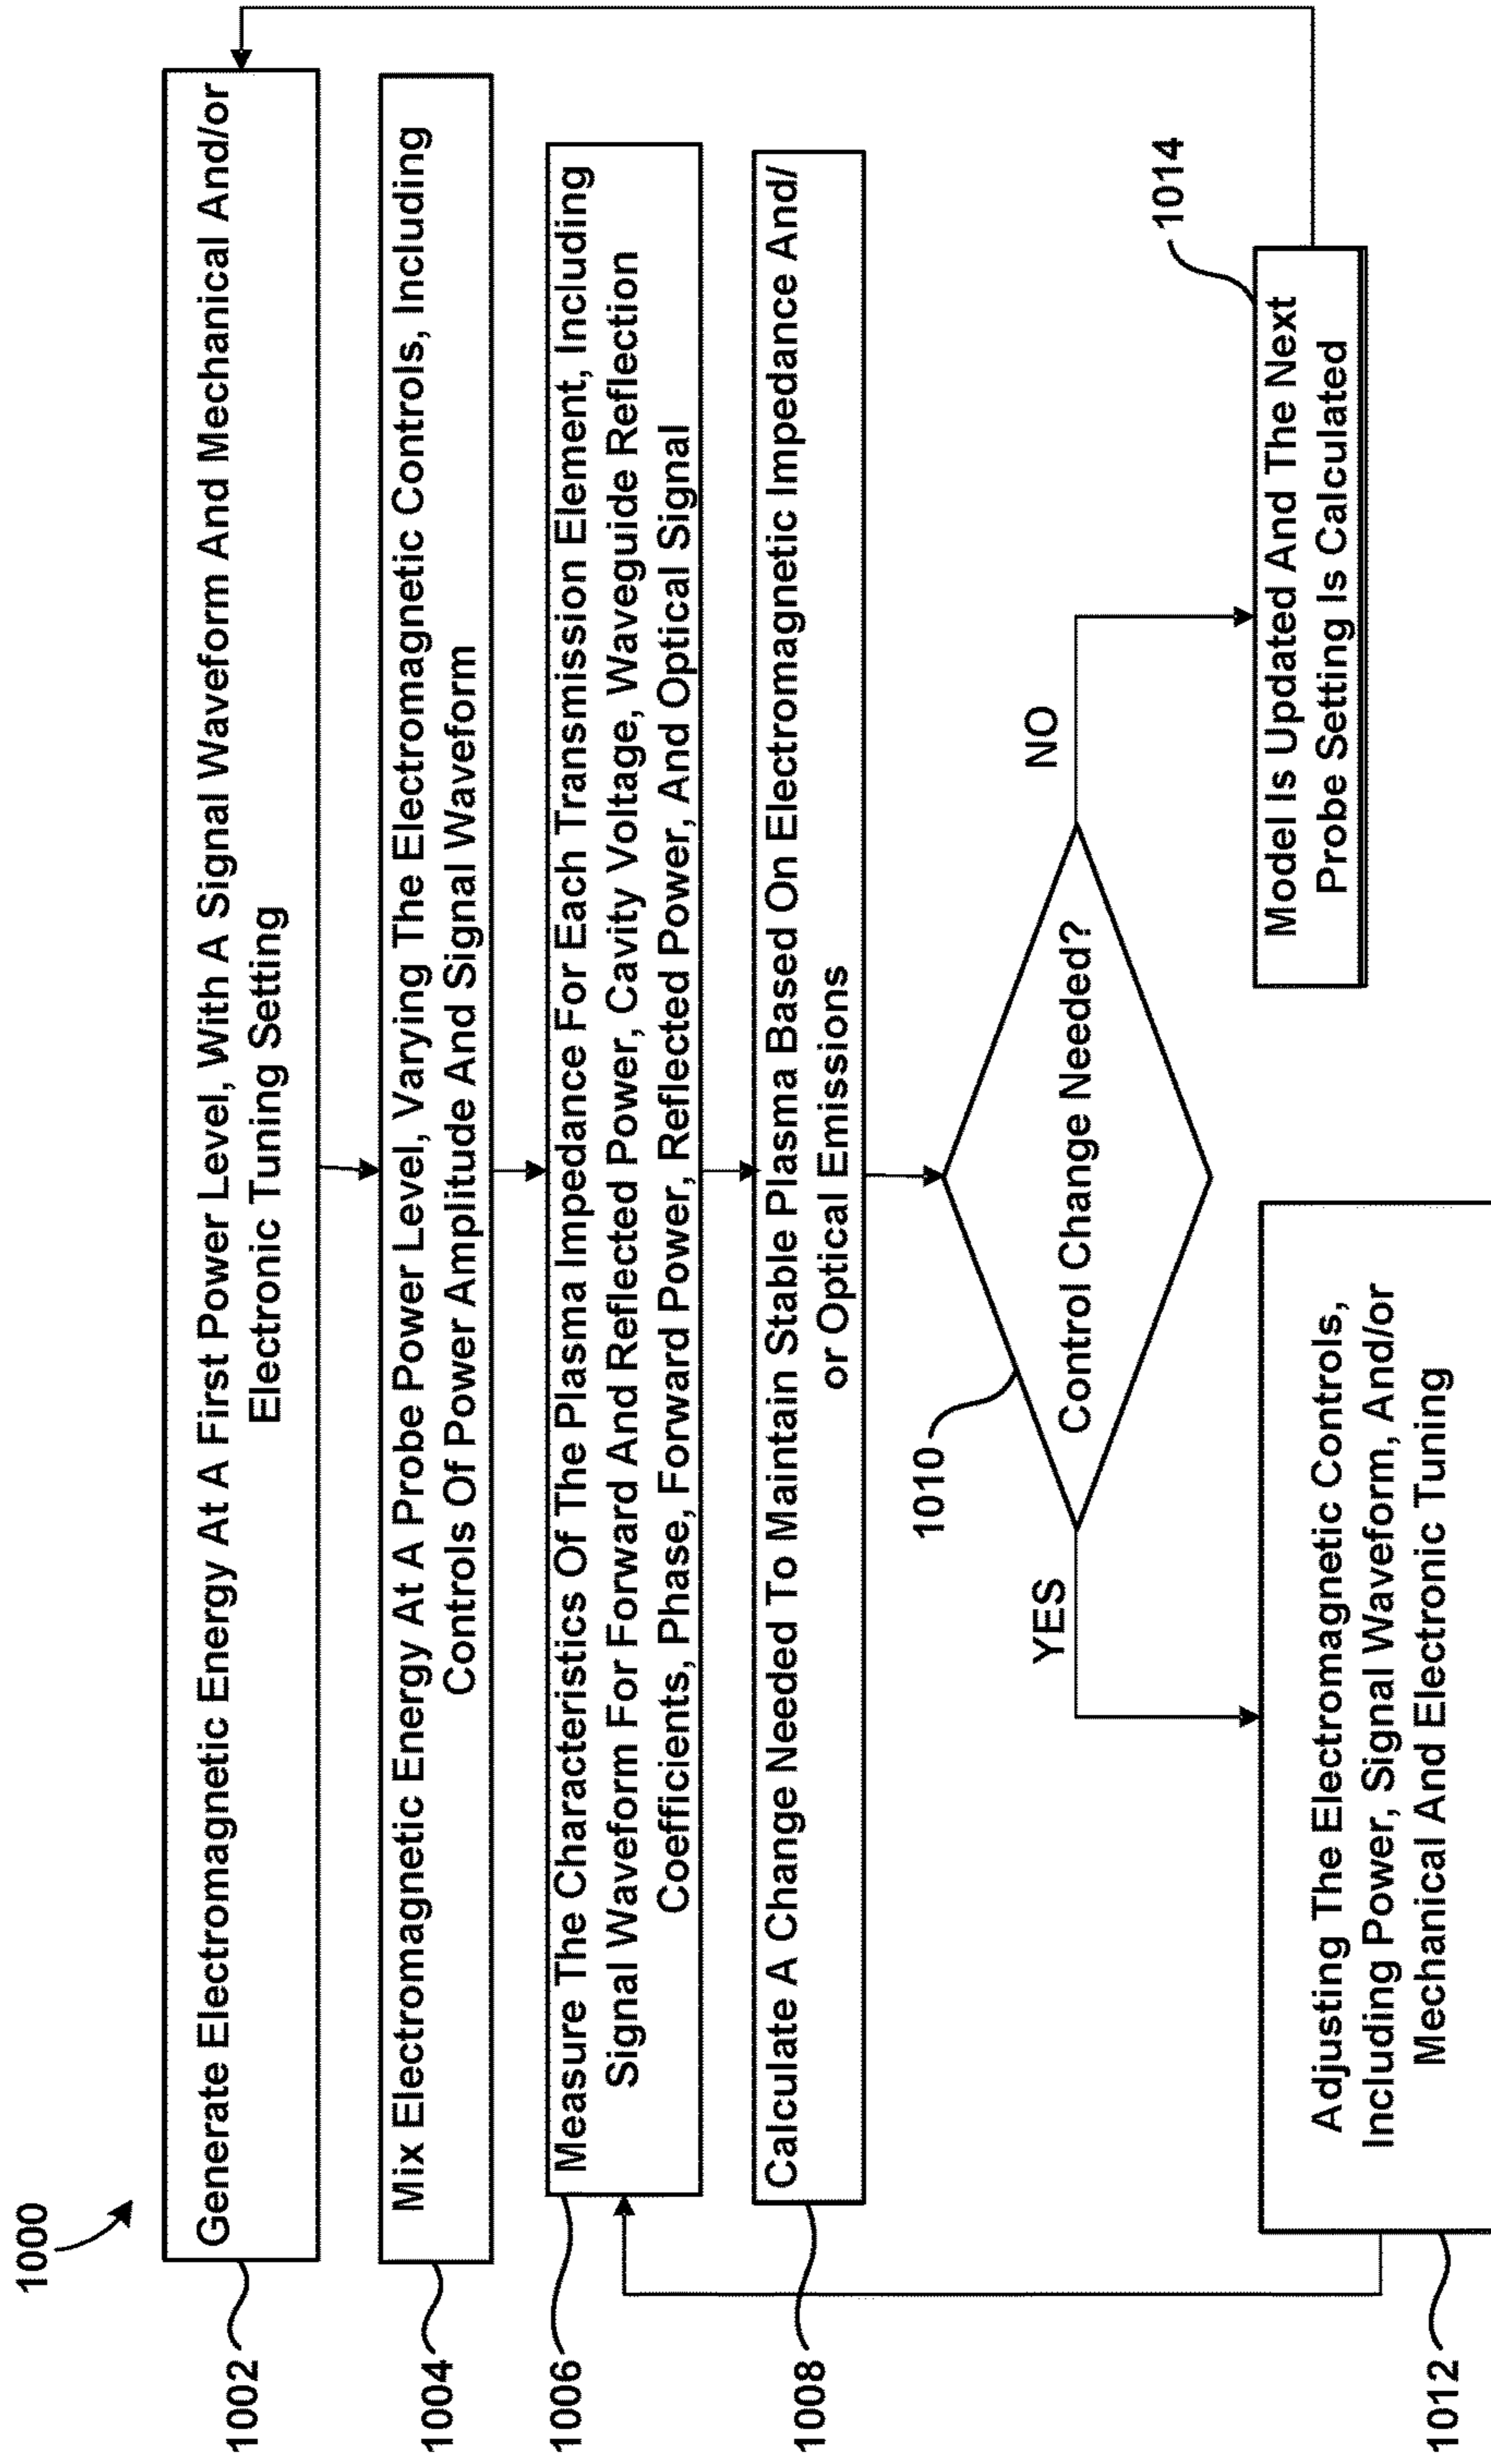 1000
1002
Generate Electromagnetic Energy At A First Power Level, With A Signal Waveform And Mechanical And/or
Electronic Tuning Setting
1004
Mix Electromagnetic Energy At A Probe Power Level, Varying The Electromagnetic Controls, Including
Controls Of Power Amplitude And Signal Waveform
1006
Measure The Characteristics Of The Plasma Impedance For Each Transmission Element, Including
Signal Waveform For Forward And Reflected Power, Cavity Voltage, Waveguide Reflection
Coefficients, Phase, Forward Power, Reflected Power, And Optical Signal
1008
Calculate A Change Needed To Maintain Stable Plasma Based On Electromagnetic Impedance And/
or Optical Emissions
1010
Control Change Needed?
YES
NO
1012
Adjusting The Electromagnetic Controls,
Including Power, Signal Waveform, And/or
Mechanical And Electronic Tuning
1014
Model Is Updated And The Next
Probe Setting Is Calculated